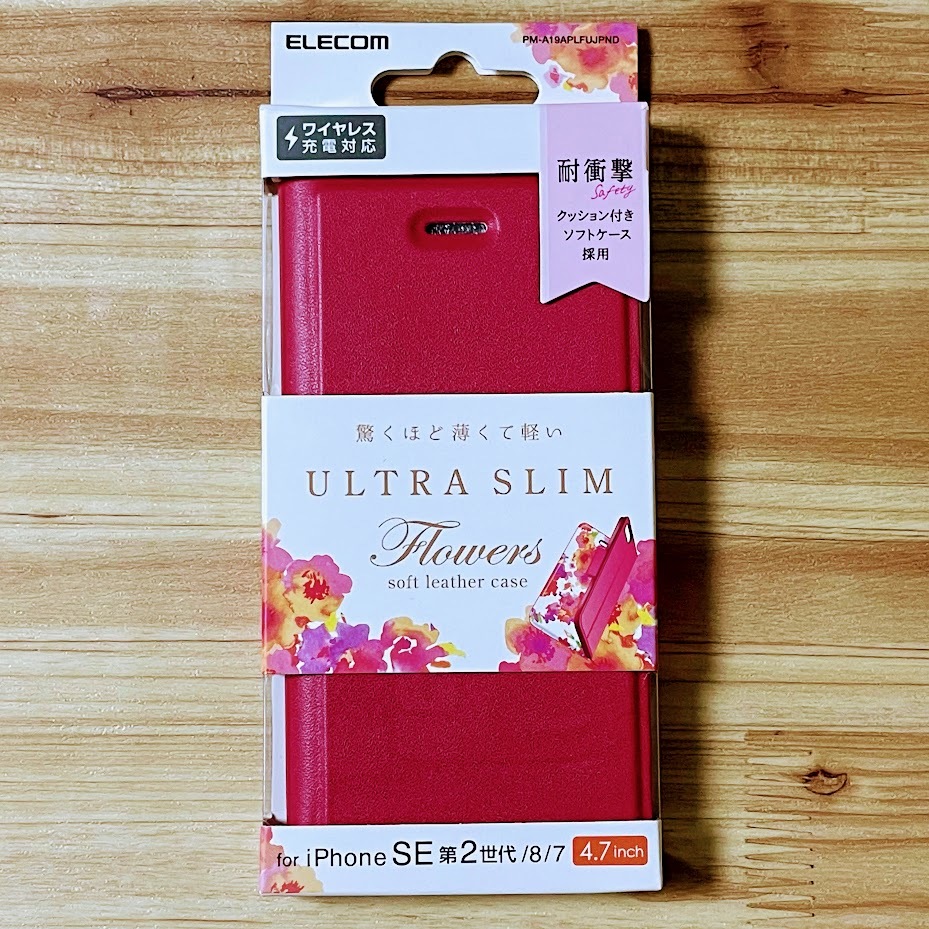 ELECOM
PM-A19APLFUJPND
ワイヤレス
充電対応
耐衝撃
Safety
クッション付き
ソフトケース
採用
驚くほど薄くて軽い
ULTRA SLIM
Flowers
soft leather case
for iPhone SE 第2世代 /8/7 4.7inch